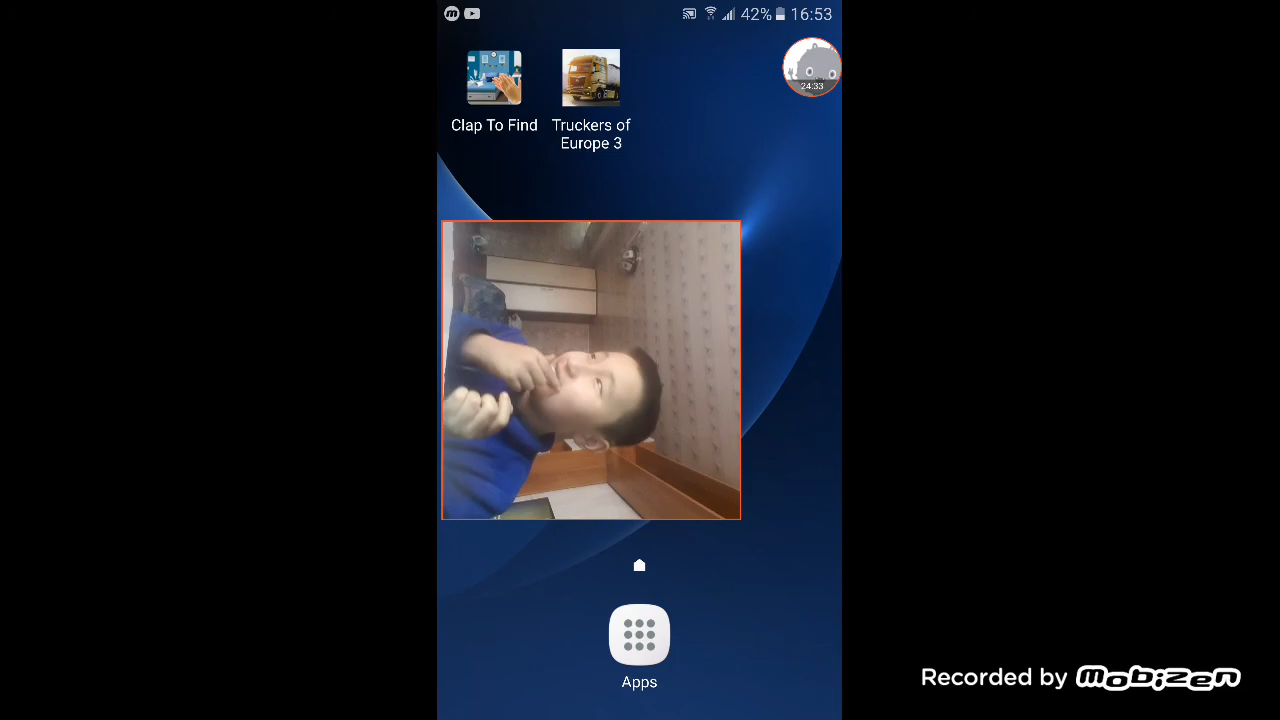 42% 16:53
24:33
Clap To Find
Truckers of
Europe 3
Apps
Recorded by mobizen